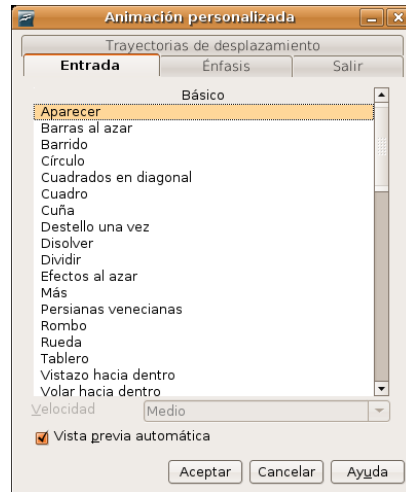 Animación personalizada
Trayectorias de desplazamiento
Entrada Énfasis Salir
Básico
Aparecer
Barras al azar
Barrido
Círculo
Cuadrados en diagonal
Cuadro
Cuña
Destello una vez
Disolver
Dividir
Efectos al azar
Más
Persianas venecianas
Rombo
Rueda
Tablero
Vistazo hacia dentro
Volar hacia dentro
Velocidad Medio
Vista previa automática
Aceptar Cancelar Ayuda